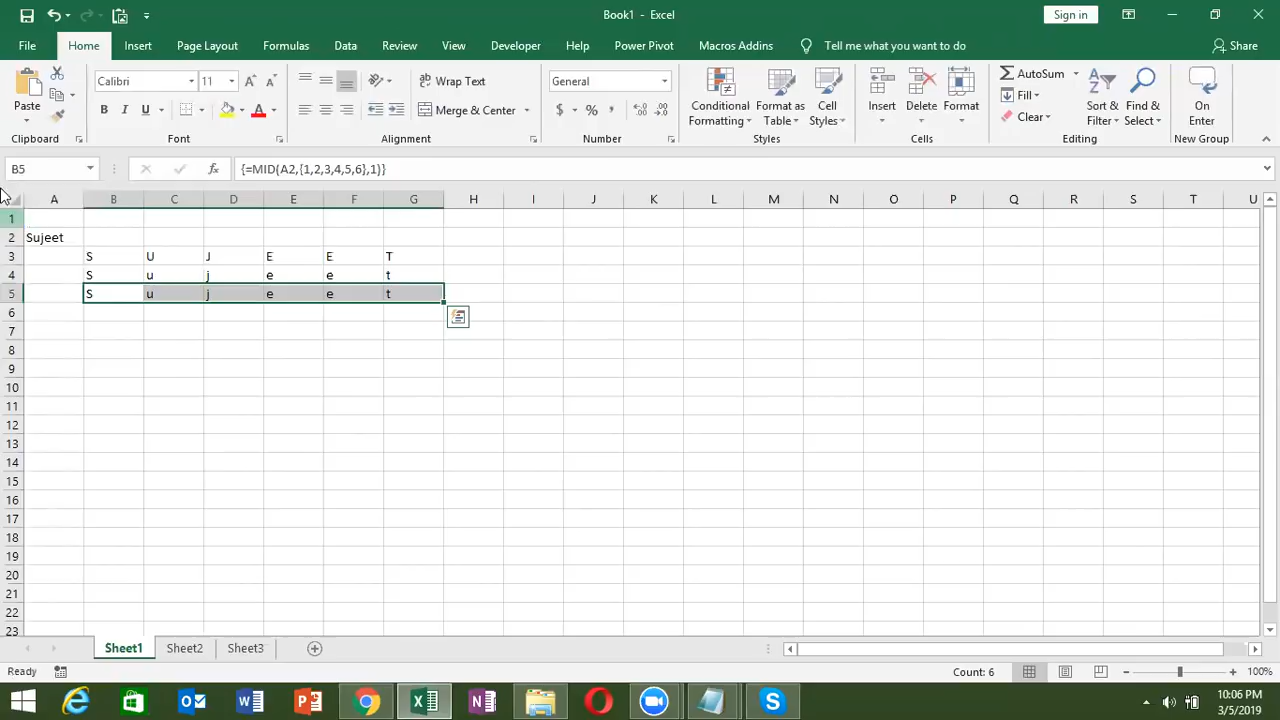 Book1 - Excel
Sign in
File Home Insert Page Layout Formulas Data Review View Developer Help Power Pivot Macros Addins Tell me what you want to do Share
Paste
Calibri 11 A A
B I U A
Wrap Text
Merge & Center
General
$ % ,
Conditional Formatting
Format as Table
Cell Styles
Insert Delete Format
AutoSum
Fill
Clear
Sort & Filter
Find & Select
On Enter
Clipboard Font Alignment Number Styles Cells Editing New Group
B5 fx {=MID(A2,{1,2,3,4,5,6},1)}
A B C D E F G H I J K L M N O P Q R S T U
1
2 Sujeet
3 S U J E E T
4 S u j e e t
5 S u j e e t
6
7
8
9
10
11
12
13
14
15
16
17
18
19
20
21
22
23
Sheet1 Sheet2 Sheet3
Ready Count: 6 100%
10:06 PM
3/5/2019